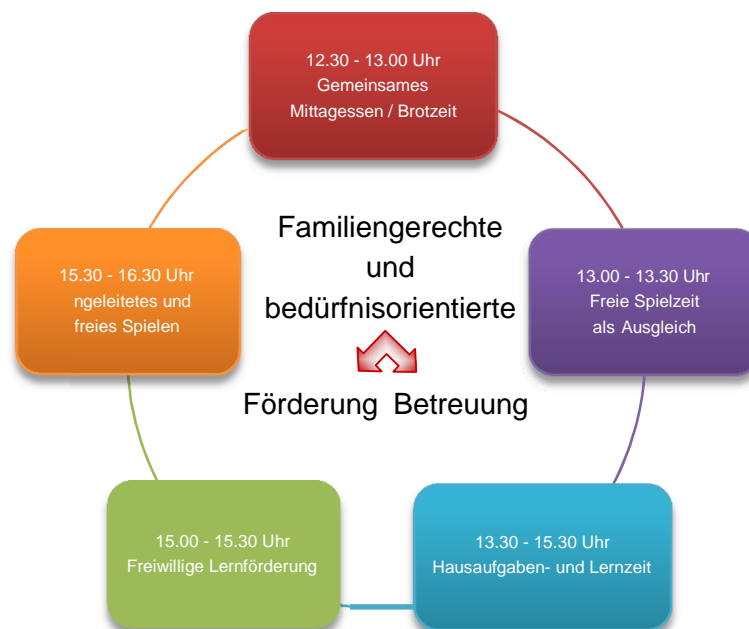 12.30 - 13.00 Uhr
Gemeinsames
Mittagessen / Brotzeit
13.00 - 13.30 Uhr
Freie Spielzeit
als Ausgleich
13.30 - 15.30 Uhr
Hausaufgaben- und Lernzeit
15.00 - 15.30 Uhr
Freiwillige Lernförderung
15.30 - 16.30 Uhr
ngeleitetes und
freies Spielen
Familiengerechte
und
bedürfnisorientierte
Förderung Betreuung